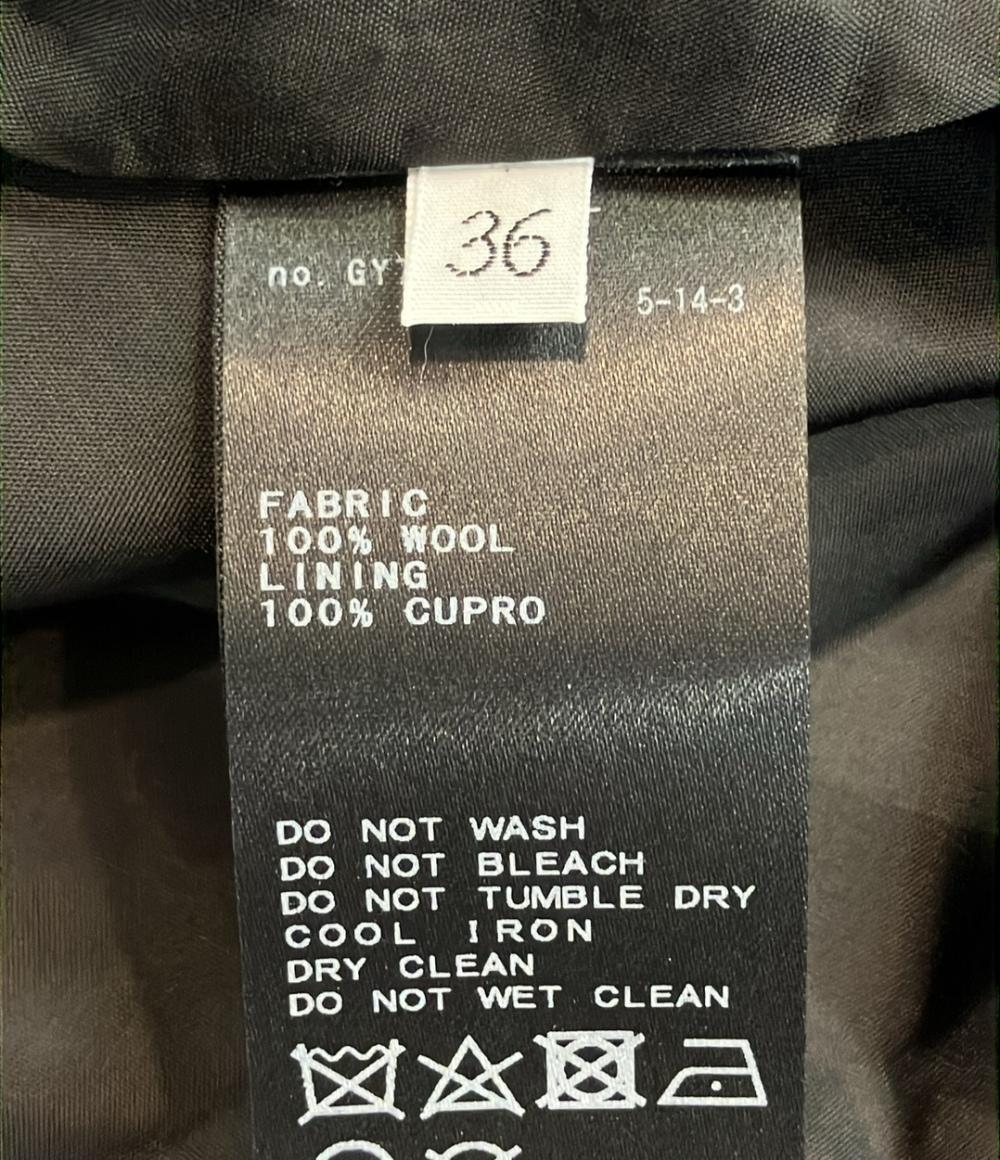 36
no. GY
5-14-3
FABRIC
100% WOOL
LINING
100% CUPRO
DO NOT WASH
DO NOT BLEACH
DO NOT TUMBLE DRY
COOL IRON
DRY CLEAN
DO NOT WET CLEAN